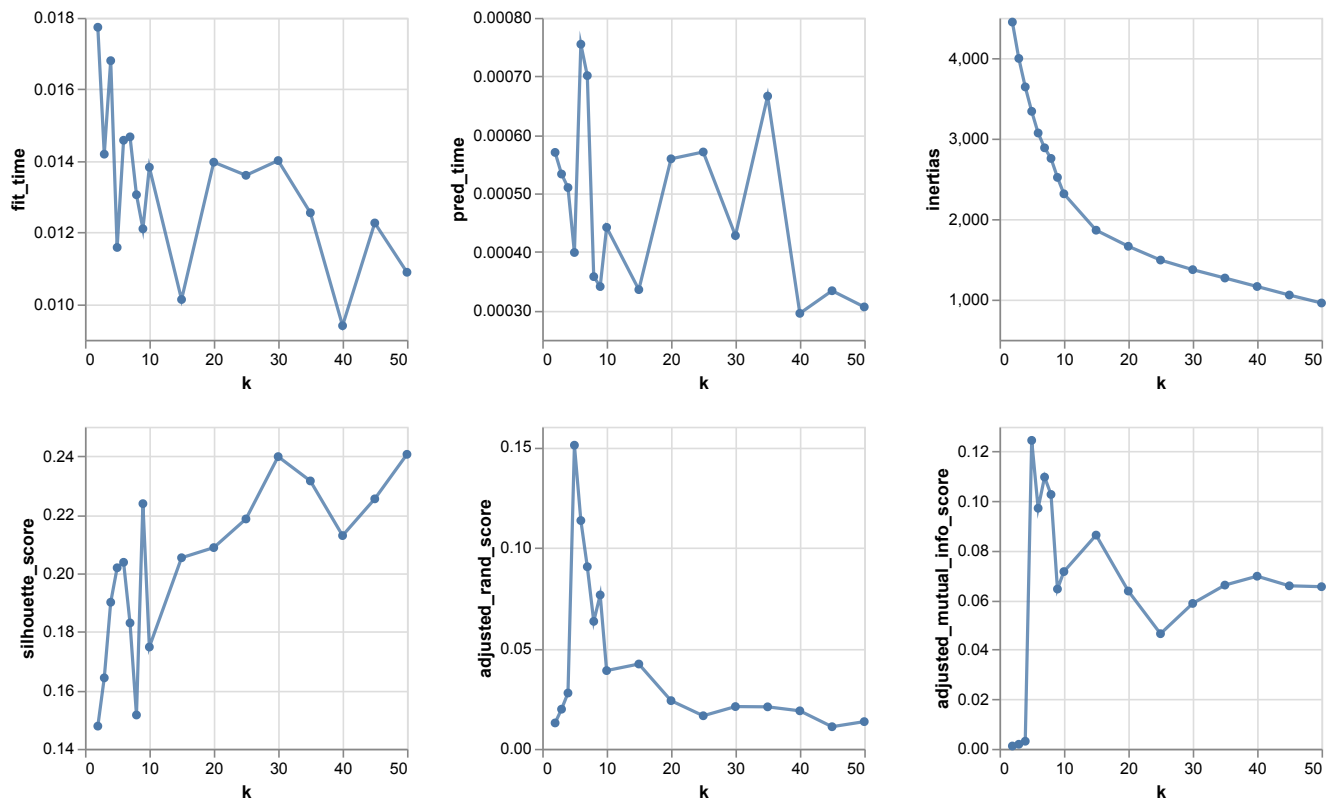 0.018
0.016
0.014
0.012
0.010
fit_time
0 10 20 30 40 50
k
0.00080
0.00070
0.00060
0.00050
0.00040
0.00030
pred_time
0 10 20 30 40 50
k
4,000
3,000
2,000
1,000
inertias
0 10 20 30 40 50
k
0.24
0.22
0.20
0.18
0.16
0.14
silhouette_score
0 10 20 30 40 50
k
0.15
0.10
0.05
0.00
adjusted_rand_score
0 10 20 30 40 50
k
0.12
0.10
0.08
0.06
0.04
0.02
0.00
adjusted_mutual_info_score
0 10 20 30 40 50
k